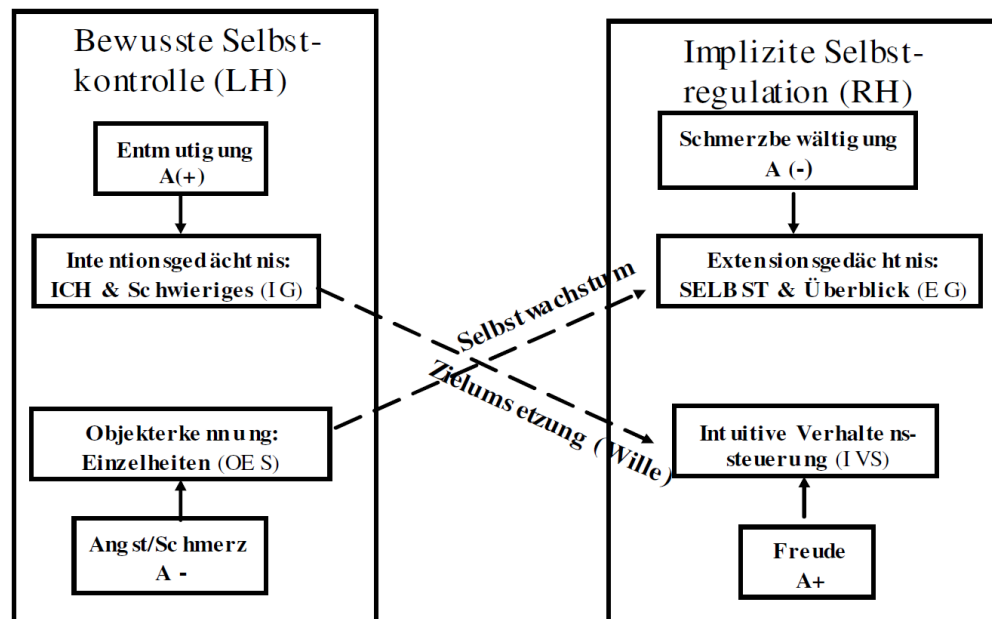 Bewusste Selbst-
kontrolle (LH)
Entmutigung
A(+)
Intentionsgedächtnis:
ICH & Schwieriges (IG)
Objekterkennung:
Einzelheiten (OES)
Angst/Schmerz
A -
Selbstwachstum
Zielumsetzung (Wille)
Implizite Selbst-
regulation (RH)
Schmerzbewältigung
A (-)
Extensionsgedächtnis:
SELBST & Überblick (EG)
Intuitive Verhaltens-
steuerung (IVS)
Freude
A+